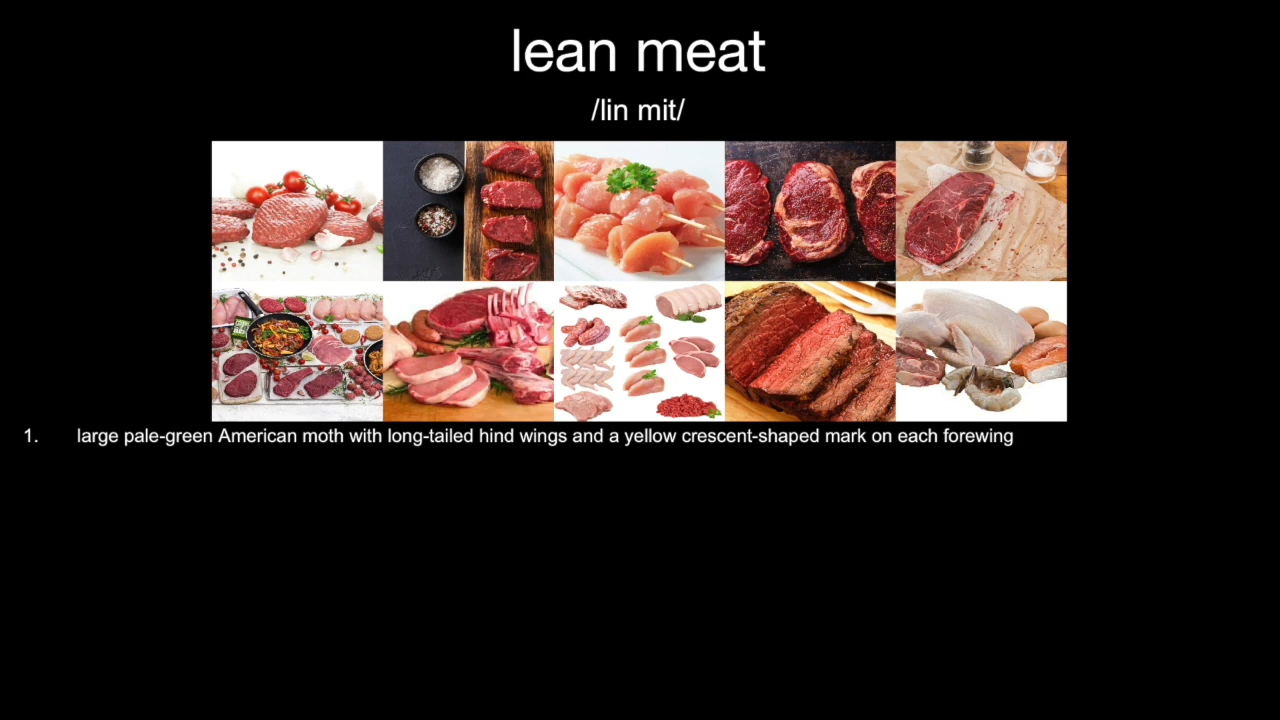 lean meat
/lin mit/
1. large pale-green American moth with long-tailed hind wings and a yellow crescent-shaped mark on each forewing